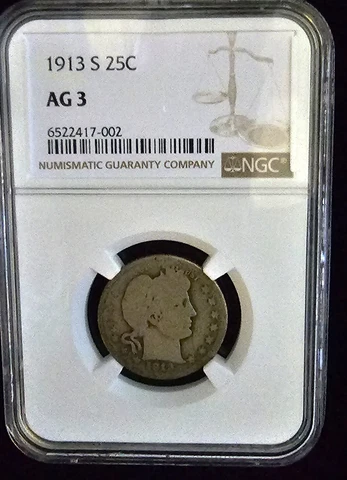 1913 S 25C
AG 3
6522417-002
NUMISMATIC GUARANTY COMPANY
NGC®